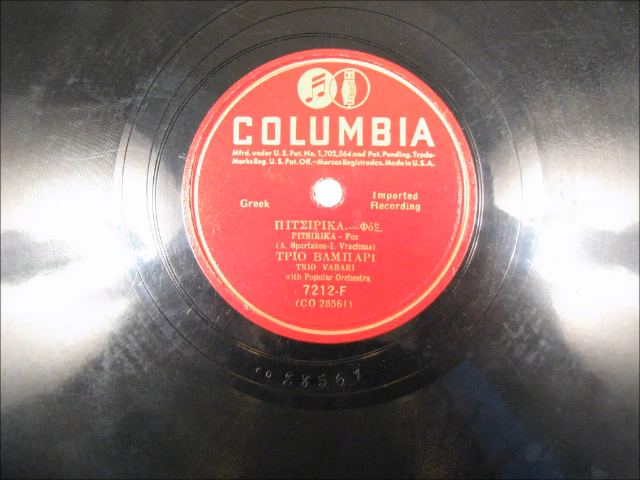 COLUMBIA
Mfrd. under U.S. Pat. No. 1,702,564 and Pat. Pending. Trade-
Marks Reg. U.S. Pat. Off.—Marcas Registradas. Made in U.S.A.
Greek
Imported
Recording
ΠΙΤΣΙΡΙΚΑ.—Φόξ.
PITSIRIKA - Fox
(A. Spartakos-I. Vrachnas)
ΤΡΙΟ ΒΑΜΠΑΡΙ
TRIO VABARI
with Popular Orchestra
7212-F
(CO 28561)
CO 28561